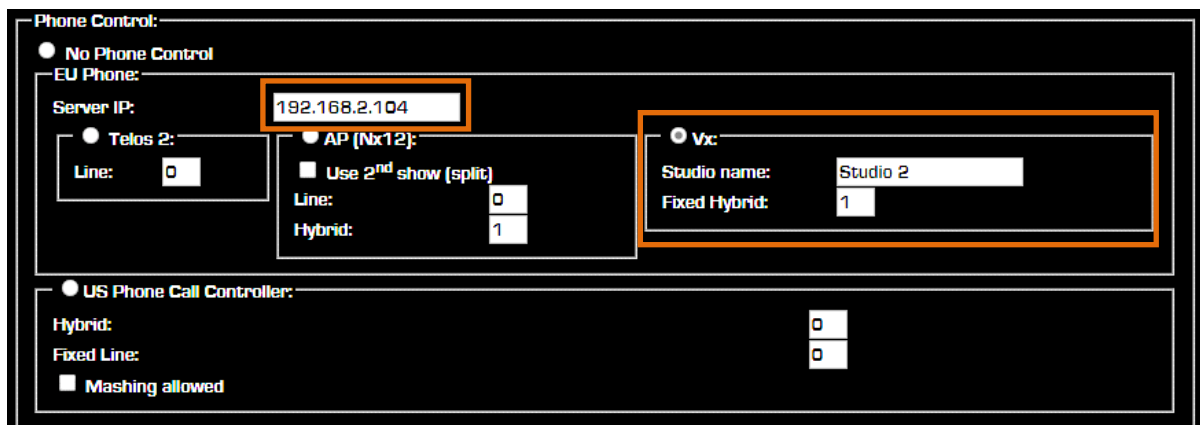 Phone Control:
No Phone Control
EU Phone:
Server IP: 192.168.2.104
Telos 2:
Line: 0
AP (Nx12):
Use 2nd show (split)
Line: 0
Hybrid: 1
Vx:
Studio name: Studio 2
Fixed Hybrid: 1
US Phone Call Controller:
Hybrid: 0
Fixed Line: 0
Mashing allowed